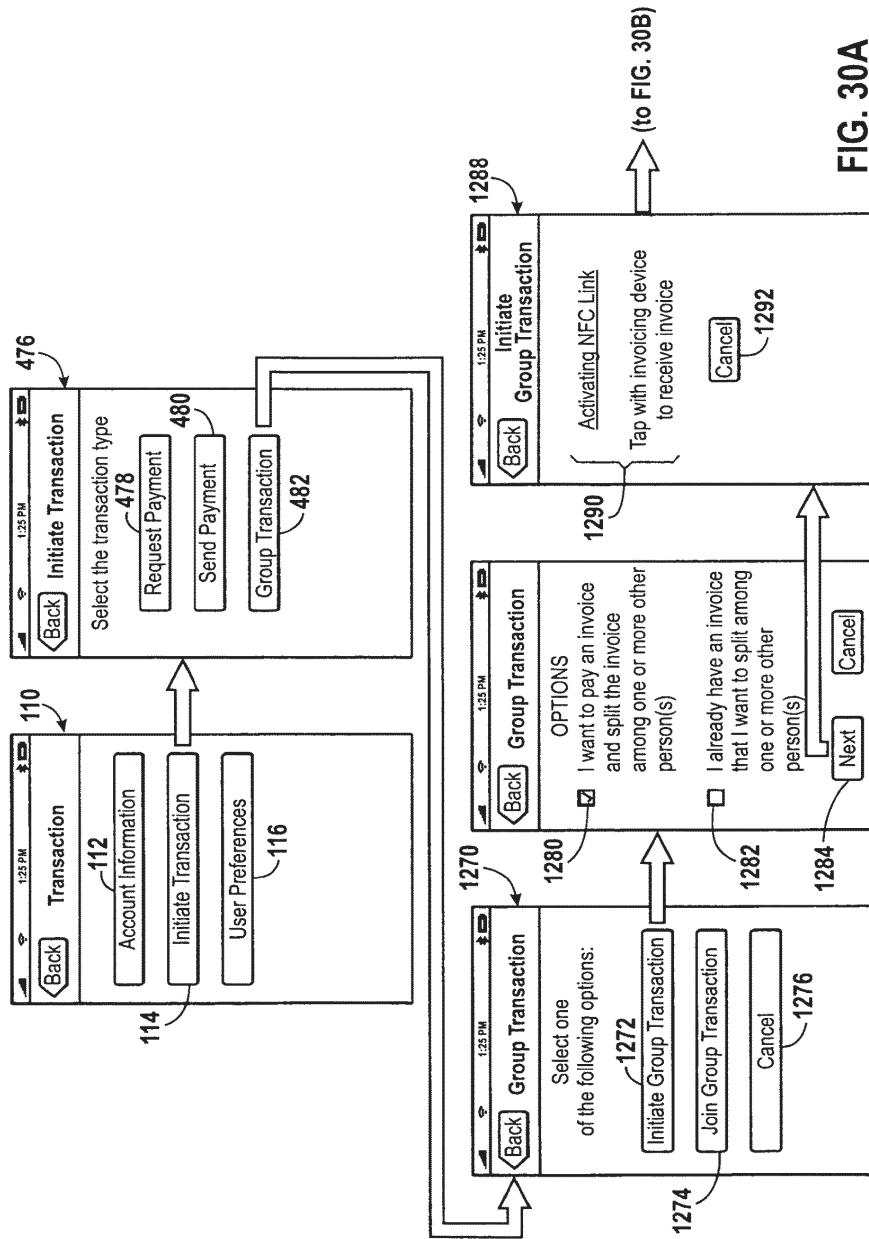 1:25 PM
Back
Transaction
110
Account Information
112
Initiate Transaction
114
User Preferences
116
1:25 PM
Back
Initiate Transaction
476
Select the transaction type
478
Request Payment
480
Send Payment
Group Transaction
482
1:25 PM
Back
Group Transaction
1270
Select one
of the following options:
1272
Initiate Group Transaction
Join Group Transaction
1274
Cancel
1276
1:25 PM
Back
Group Transaction
OPTIONS
1280
I want to pay an invoice
and split the invoice
among one or more other
person(s)
1282
I already have an invoice
that I want to split among
one or more other
person(s)
Next
Cancel
1284
1:25 PM
Back
Initiate
Group Transaction
1288
Activating NFC Link
1290
Tap with invoicing device
to receive invoice
Cancel
1292
(to FIG. 30B)
FIG. 30A